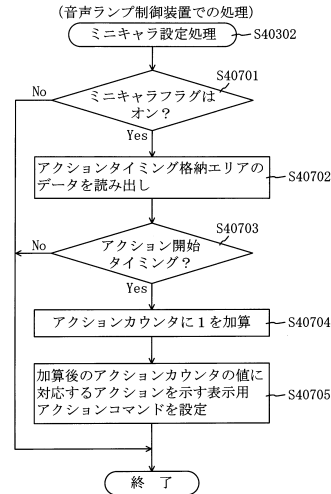 (音声ランプ制御装置での処理)
ミニキャラ設定処理
S40302
S40701
ミニキャラフラグは
オン?
No
Yes
アクションタイミング格納エリアの
データを読み出し
S40702
S40703
アクション開始
タイミング?
No
Yes
アクションカウンタに1を加算
S40704
加算後のアクションカウンタの値に
対応するアクションを示す表示用
アクションコマンドを設定
S40705
終 了